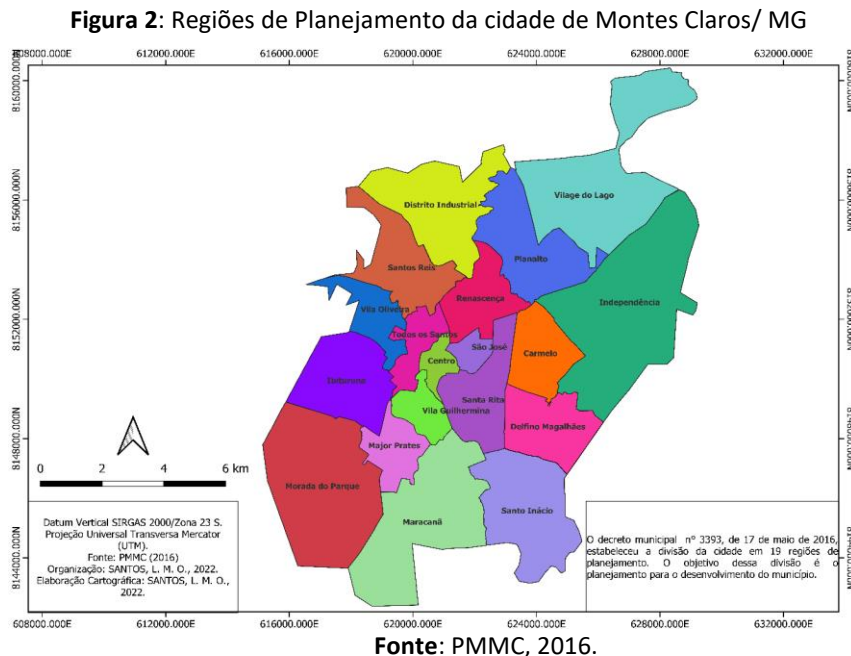 Figura 2: Regiões de Planejamento da cidade de Montes Claros/ MG
608000.000E 612000.000E 616000.000E 620000.000E 624000.000E 628000.000E 632000.000E
8160000.000N
8156000.000N
8152000.000N
8148000.000N
8144000.000N
Vilage do Lago
Distrito Industrial
Planalto
Santos Reis
Renascença
Independência
Vila Oliveira
Todos os Santos
São José
Carmelo
Centro
Ibituruna
Santa Rita
Vila Guilhermina
Delfino Magalhães
Major Prates
Morada do Parque
Maracanã
Santo Inácio
0 2 4 6 km
Datum Vertical SIRGAS 2000/Zona 23 S.
Projeção Universal Transversa Mercator
(UTM).
Fonte: PMMC (2016)
Organização: SANTOS, L. M. O., 2022.
Elaboração Cartográfica: SANTOS, L. M. O.,
2022.
O decreto municipal nº 3393, de 17 de maio de 2016,
estabeleceu a divisão da cidade em 19 regiões de
planejamento. O objetivo dessa divisão é o
planejamento para o desenvolvimento do município.
608000.000E 612000.000E 616000.000E 620000.000E 624000.000E 628000.000E 632000.000E
Fonte: PMMC, 2016.